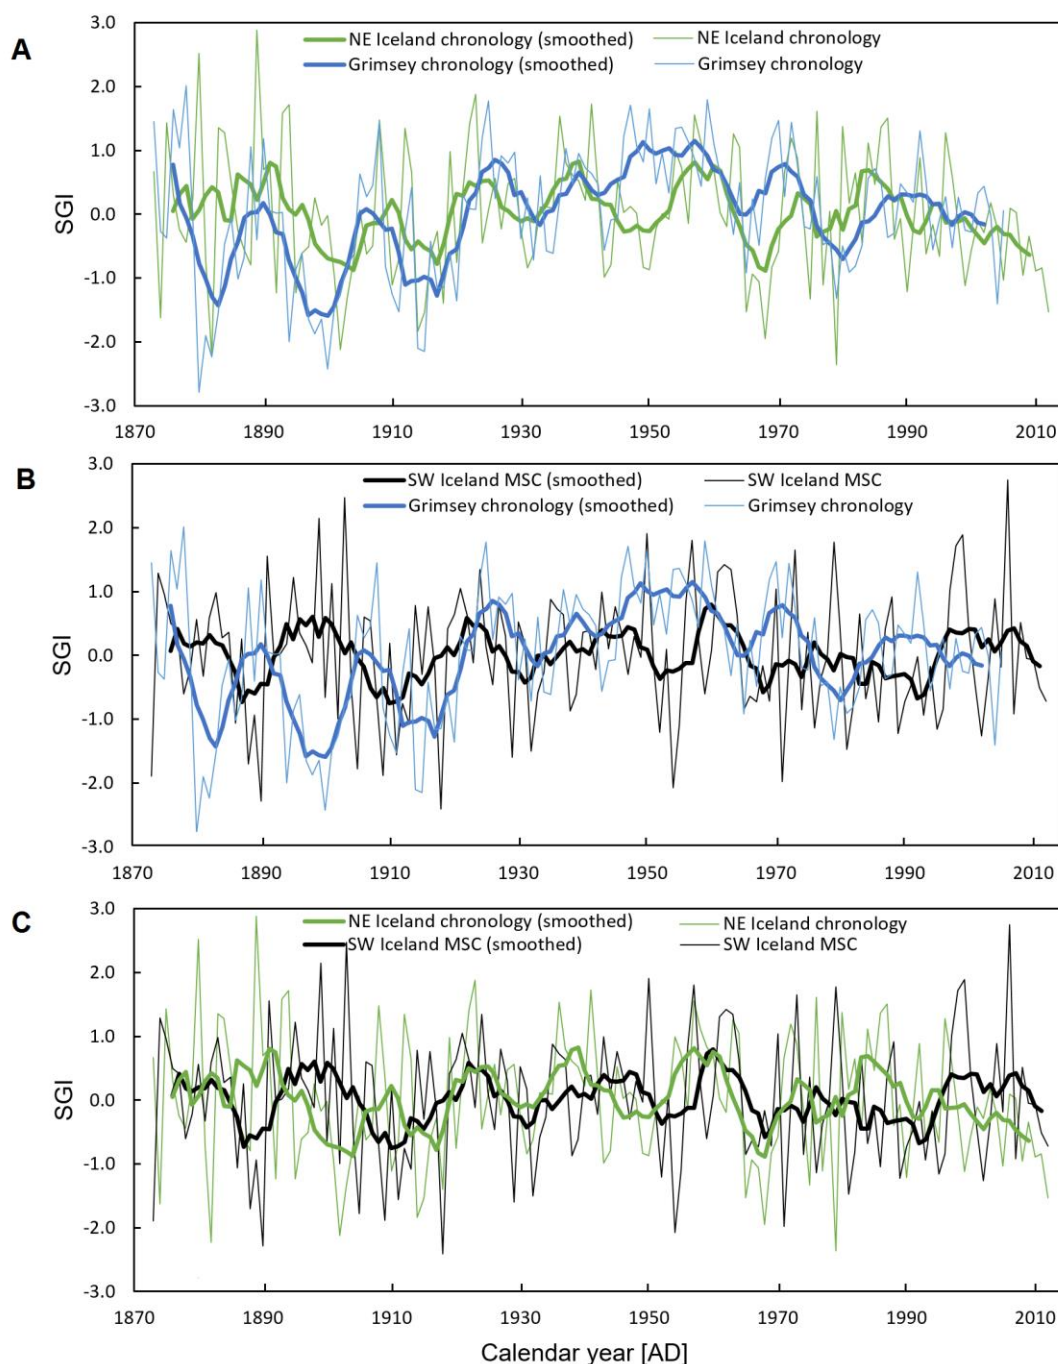 A
3.0
NE Iceland chronology (smoothed) NE Iceland chronology
Grimsey chronology (smoothed) Grimsey chronology
2.0
1.0
SGI
0.0
-1.0
-2.0
-3.0
1870 1890 1910 1930 1950 1970 1990 2010
B
3.0
SW Iceland MSC (smoothed) SW Iceland MSC
Grimsey chronology (smoothed) Grimsey chronology
2.0
1.0
SGI
0.0
-1.0
-2.0
-3.0
1870 1890 1910 1930 1950 1970 1990 2010
C
3.0
NE Iceland chronology (smoothed) NE Iceland chronology
SW Iceland MSC (smoothed) SW Iceland MSC
2.0
1.0
SGI
0.0
-1.0
-2.0
-3.0
1870 1890 1910 1930 1950 1970 1990 2010
Calendar year [AD]